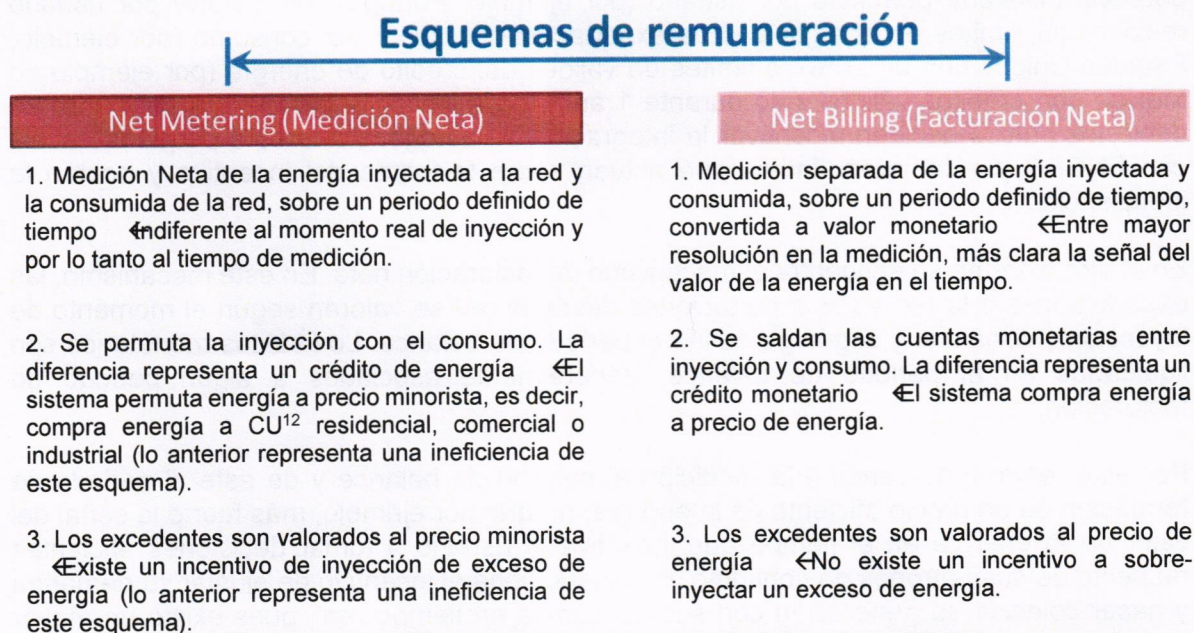 Esquemas de remuneración
Net Metering (Medición Neta)
1. Medición Neta de la energía inyectada a la red y
la consumida de la red, sobre un periodo definido de
tiempo ←Indiferente al momento real de inyección y
por lo tanto al tiempo de medición.
2. Se permuta la inyección con el consumo. La
diferencia representa un crédito de energía ←El
sistema permuta energía a precio minorista, es decir,
compra energía a CU¹² residencial, comercial o
industrial (lo anterior representa una ineficiencia de
este esquema).
3. Los excedentes son valorados al precio minorista
←Existe un incentivo de inyección de exceso de
energía (lo anterior representa una ineficiencia de
este esquema).
Net Billing (Facturación Neta)
1. Medición separada de la energía inyectada y
consumida, sobre un periodo definido de tiempo,
convertida a valor monetario ←Entre mayor
resolución en la medición, más clara la señal del
valor de la energía en el tiempo.
2. Se saldan las cuentas monetarias entre
inyección y consumo. La diferencia representa un
crédito monetario ←El sistema compra energía
a precio de energía.
3. Los excedentes son valorados al precio de
energía ←No existe un incentivo a sobre-
inyectar un exceso de energía.